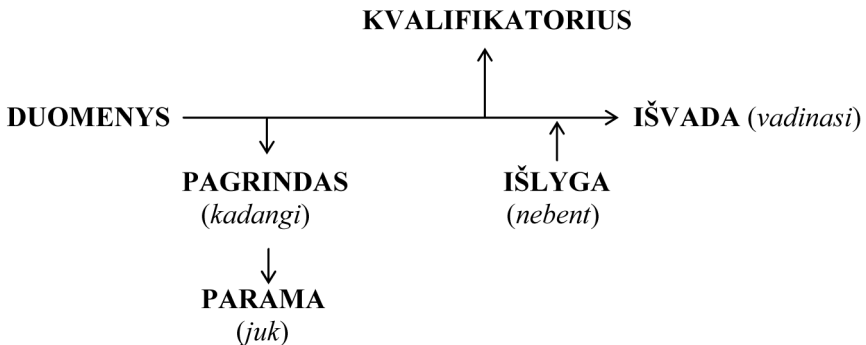 KVALIFIKATORIUS
DUOMENYS IŠVADA (vadinasi)
PAGRINDAS IŠLYGA
(kadangi) (nebent)
PARAMA
(juk)